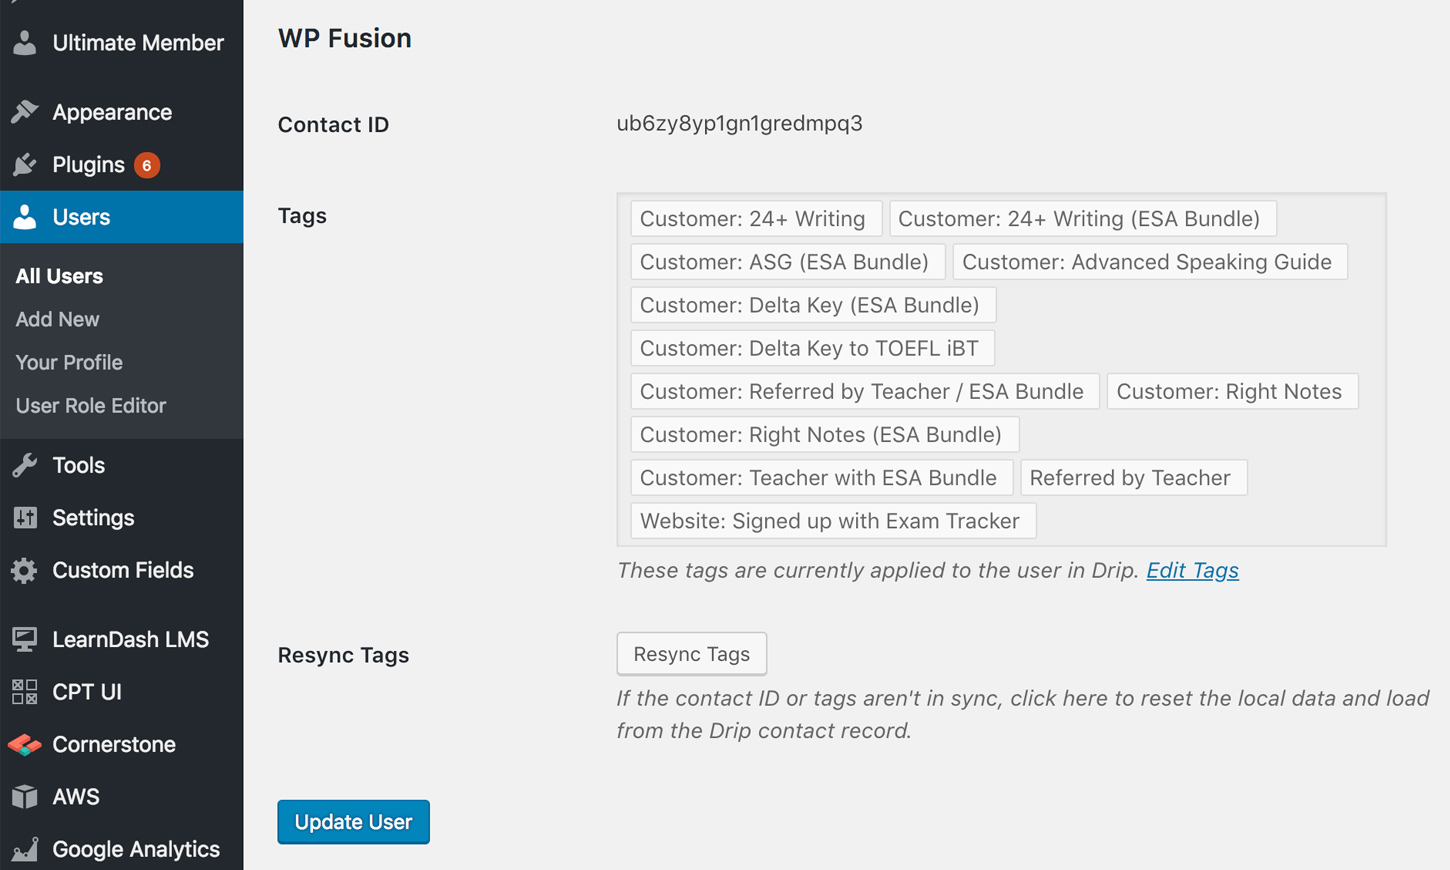 Ultimate Member
Appearance
Plugins 6
Users
All Users
Add New
Your Profile
User Role Editor
Tools
Settings
Custom Fields
LearnDash LMS
CPT UI
Cornerstone
AWS
Google Analytics
WP Fusion
Contact ID
ub6zy8yp1gn1gredmpq3
Tags
Customer: 24+ Writing
Customer: 24+ Writing (ESA Bundle)
Customer: ASG (ESA Bundle)
Customer: Advanced Speaking Guide
Customer: Delta Key (ESA Bundle)
Customer: Delta Key to TOEFL iBT
Customer: Referred by Teacher / ESA Bundle
Customer: Right Notes
Customer: Right Notes (ESA Bundle)
Customer: Teacher with ESA Bundle
Referred by Teacher
Website: Signed up with Exam Tracker
These tags are currently applied to the user in Drip. Edit Tags
Resync Tags
Resync Tags
If the contact ID or tags aren't in sync, click here to reset the local data and load
from the Drip contact record.
Update User